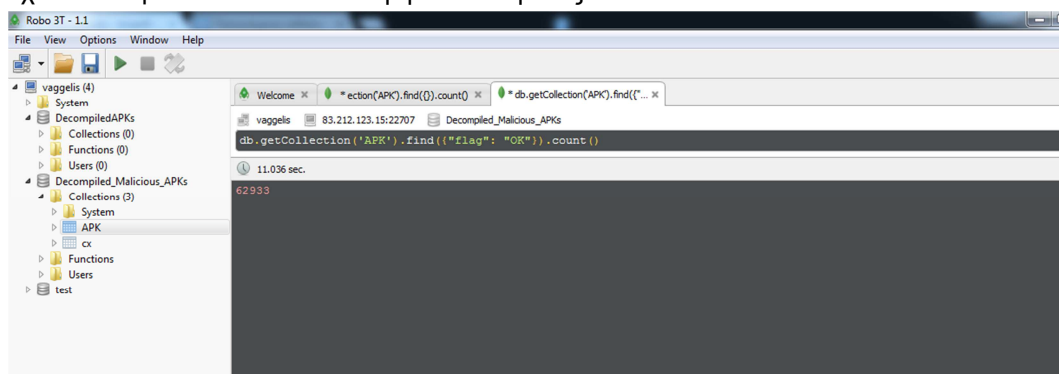 Robo 3T - 1.1
File View Options Window Help
vaggelis (4)
System
DecompiledAPKs
Collections (0)
Functions (0)
Users (0)
Decompiled_Malicious_APKs
Collections (3)
System
APK
cx
Functions
Users
test
Welcome * ection('APK').find({}).count() * db.getCollection('APK').find({"...
vaggelis 83.212.123.15:22707 Decompiled_Malicious_APKs
db.getCollection('APK').find({"flag": "OK"}).count()
11.036 sec.
62933